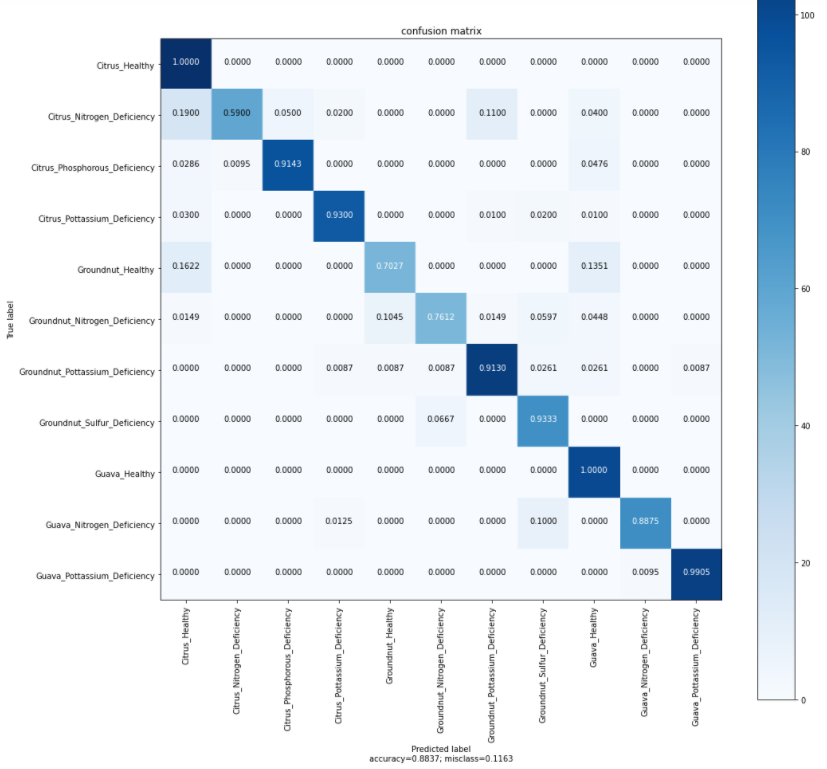 confusion matrix
Citrus_Healthy 1.0000 0.0000 0.0000 0.0000 0.0000 0.0000 0.0000 0.0000 0.0000 0.0000 0.0000
Citrus_Nitrogen_Deficiency 0.1900 0.5900 0.0500 0.0200 0.0000 0.0000 0.1100 0.0000 0.0400 0.0000 0.0000
Citrus_Phosphorous_Deficiency 0.0286 0.0095 0.9143 0.0000 0.0000 0.0000 0.0000 0.0000 0.0476 0.0000 0.0000
Citrus_Pottassium_Deficiency 0.0300 0.0000 0.0000 0.9300 0.0000 0.0000 0.0100 0.0200 0.0100 0.0000 0.0000
Groundnut_Healthy 0.1622 0.0000 0.0000 0.0000 0.7027 0.0000 0.0000 0.0000 0.1351 0.0000 0.0000
Groundnut_Nitrogen_Deficiency 0.0149 0.0000 0.0000 0.0000 0.1045 0.7612 0.0149 0.0597 0.0448 0.0000 0.0000
Groundnut_Pottassium_Deficiency 0.0000 0.0000 0.0000 0.0087 0.0087 0.0087 0.9130 0.0261 0.0261 0.0000 0.0087
Groundnut_Sulfur_Deficiency 0.0000 0.0000 0.0000 0.0000 0.0000 0.0667 0.0000 0.9333 0.0000 0.0000 0.0000
Guava_Healthy 0.0000 0.0000 0.0000 0.0000 0.0000 0.0000 0.0000 0.0000 1.0000 0.0000 0.0000
Guava_Nitrogen_Deficiency 0.0000 0.0000 0.0000 0.0125 0.0000 0.0000 0.0000 0.1000 0.0000 0.8875 0.0000
Guava_Pottassium_Deficiency 0.0000 0.0000 0.0000 0.0000 0.0000 0.0000 0.0000 0.0000 0.0000 0.0095 0.9905
True label
Citrus_Healthy
Citrus_Nitrogen_Deficiency
Citrus_Phosphorous_Deficiency
Citrus_Pottassium_Deficiency
Groundnut_Healthy
Groundnut_Nitrogen_Deficiency
Groundnut_Pottassium_Deficiency
Groundnut_Sulfur_Deficiency
Guava_Healthy
Guava_Nitrogen_Deficiency
Guava_Pottassium_Deficiency
Predicted label
accuracy=0.8837; misclass=0.1163
100
80
60
40
20
0